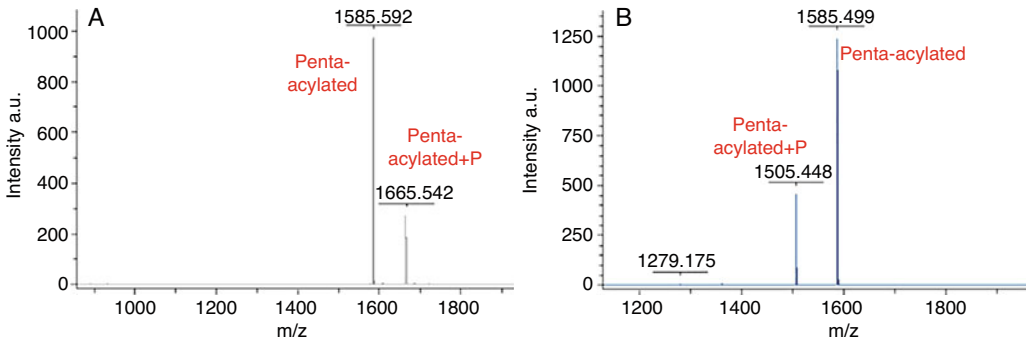 A
1585.592
Penta-
acylated
Penta-
acylated+P
1665.542
Intensity a.u.
1000
800
600
400
200
0
1000
1200
1400
1600
1800
m/z
B
1585.499
Penta-acylated
Penta-
acylated+P
1505.448
1279.175
Intensity a.u.
1250
1000
750
500
250
0
1200
1400
1600
1800
m/z